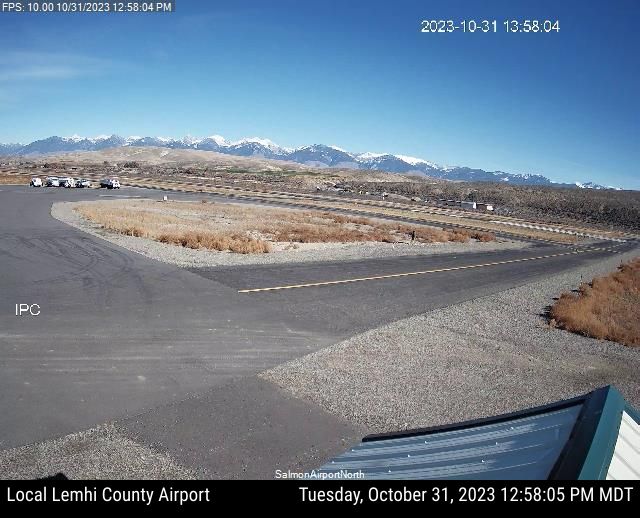 FPS: 10.00 10/31/2023 12:58:04 PM
2023-10-31 13:58:04
IPC
SalmonAirportNorth
Local Lemhi County Airport
Tuesday, October 31, 2023 12:58:05 PM MDT